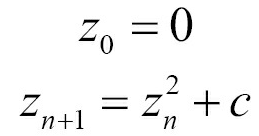 z₀ = 0
zₙ₊₁ = zₙ² + c